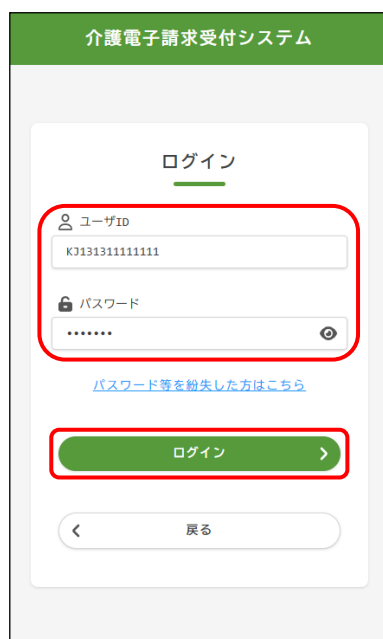 介護電子請求受付システム
ログイン
ユーザID
KJ131311111111
パスワード
•••••••
パスワード等を紛失した方はこちら
ログイン
戻る